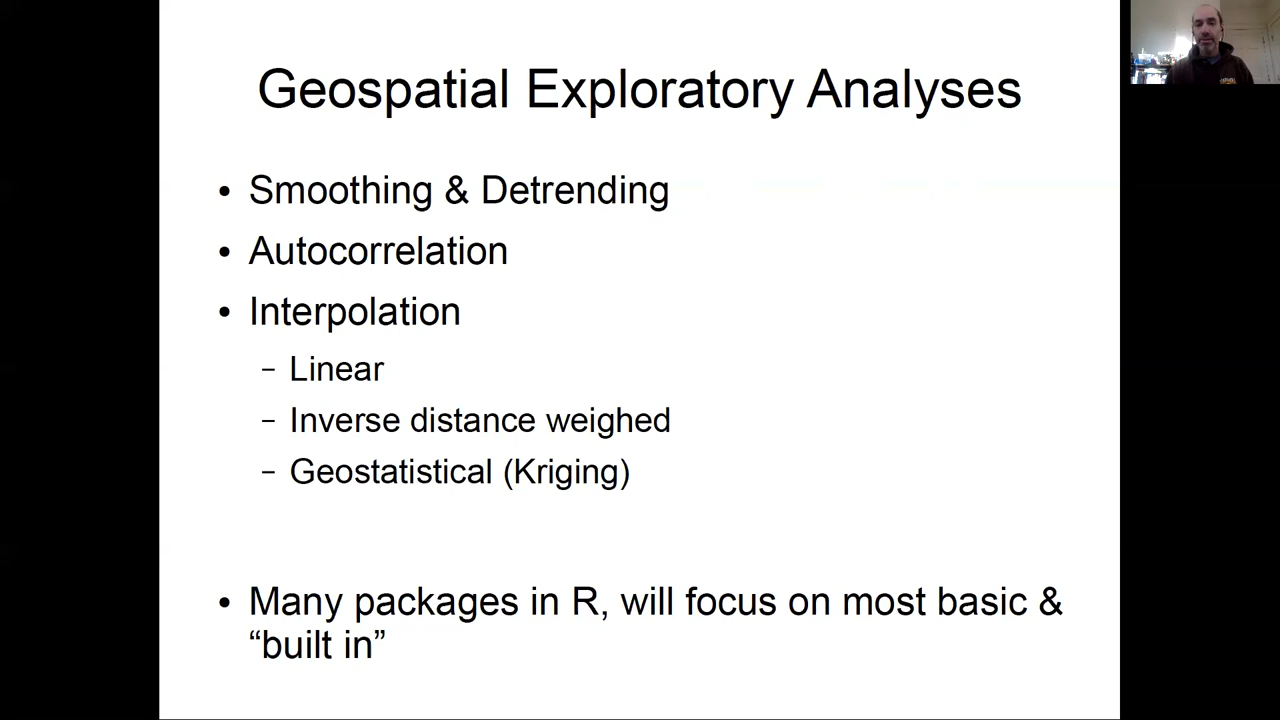 Geospatial Exploratory Analyses
• Smoothing & Detrending
• Autocorrelation
• Interpolation
– Linear
– Inverse distance weighed
– Geostatistical (Kriging)
• Many packages in R, will focus on most basic &
“built in”